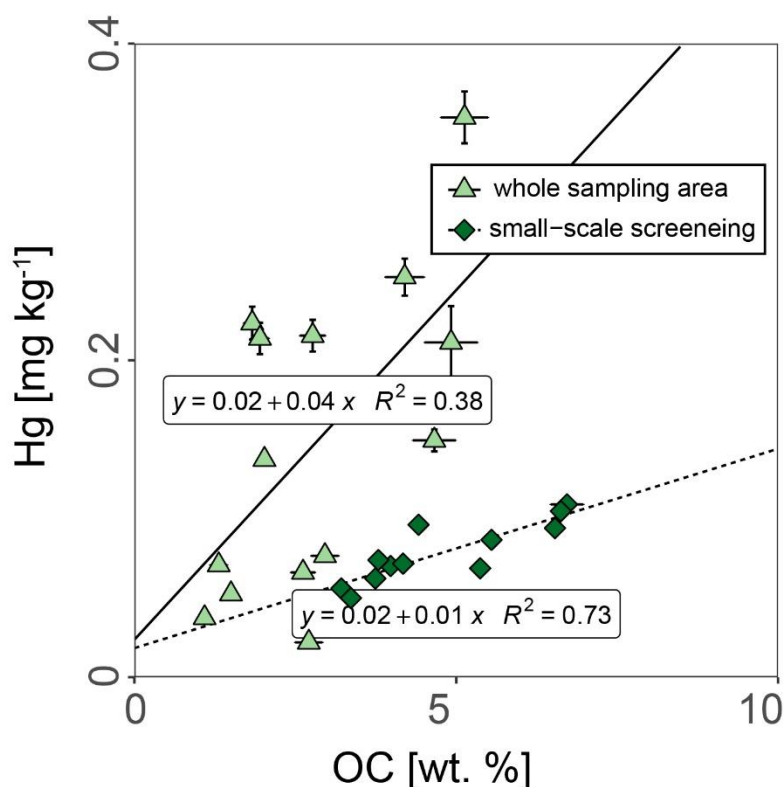 0.4
whole sampling area
small−scale screeneing
Hg [mg kg⁻¹]
0.2
y = 0.02 + 0.04 x R² = 0.38
y = 0.02 + 0.01 x R² = 0.73
0
0 5 10
OC [wt. %]